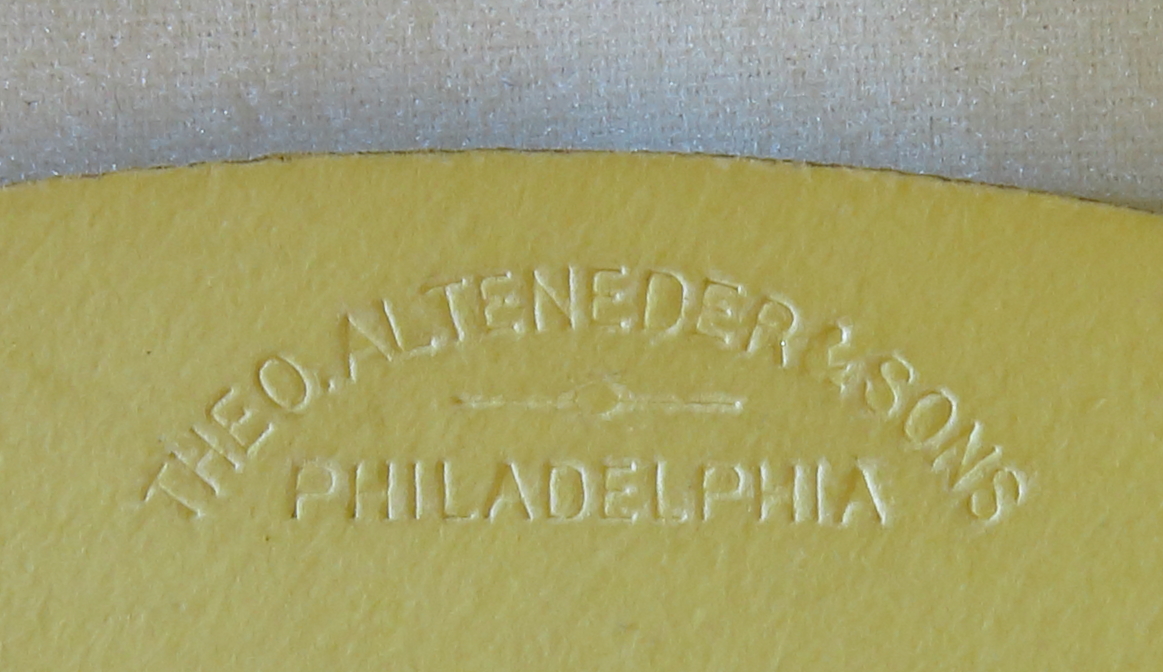 THEO. ALTENEDER & SONS
PHILADELPHIA